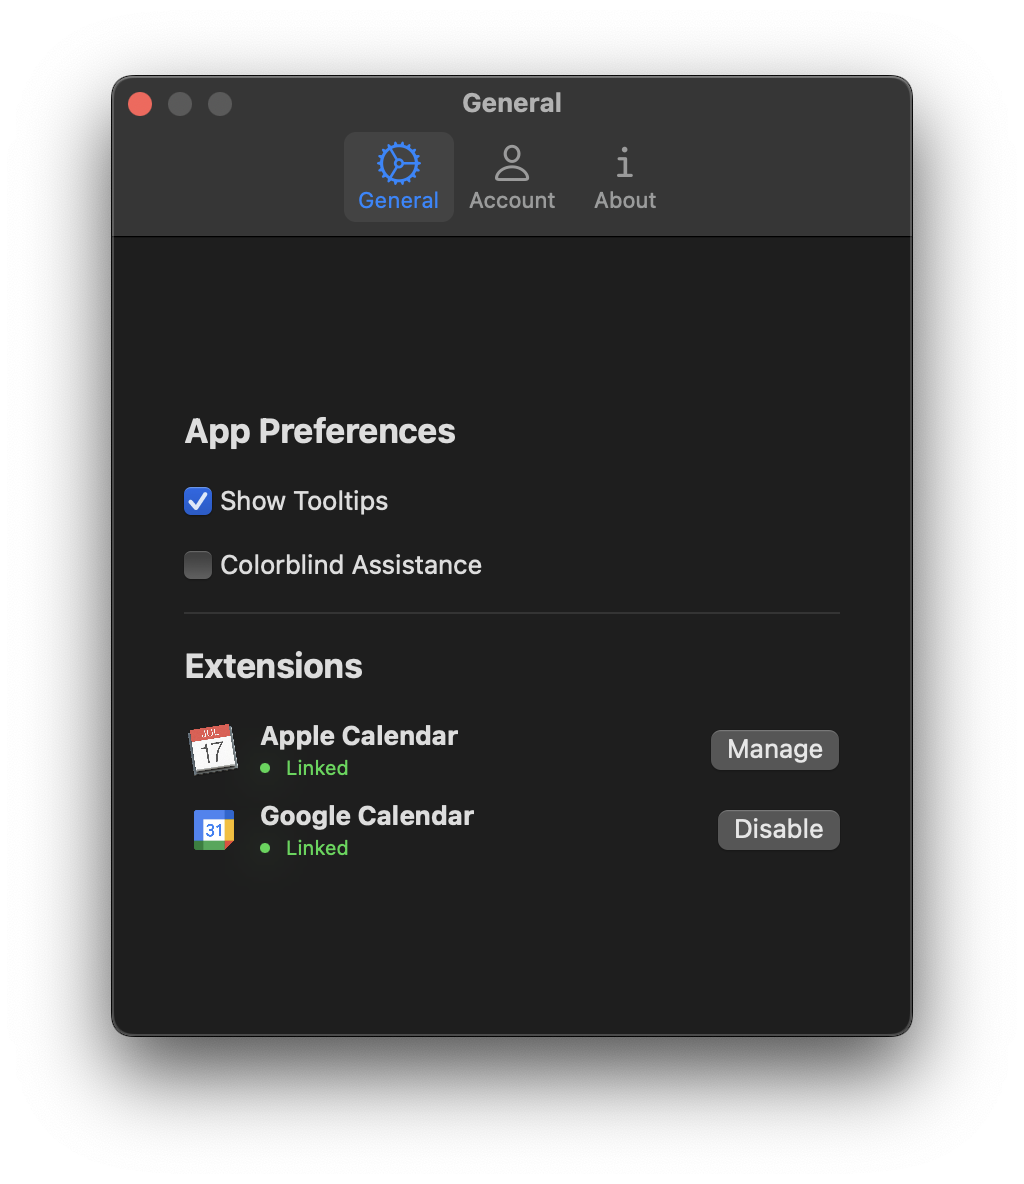 General
General Account About
App Preferences
Show Tooltips
Colorblind Assistance
Extensions
JUL
17
Apple Calendar
Linked
Manage
31
Google Calendar
Linked
Disable